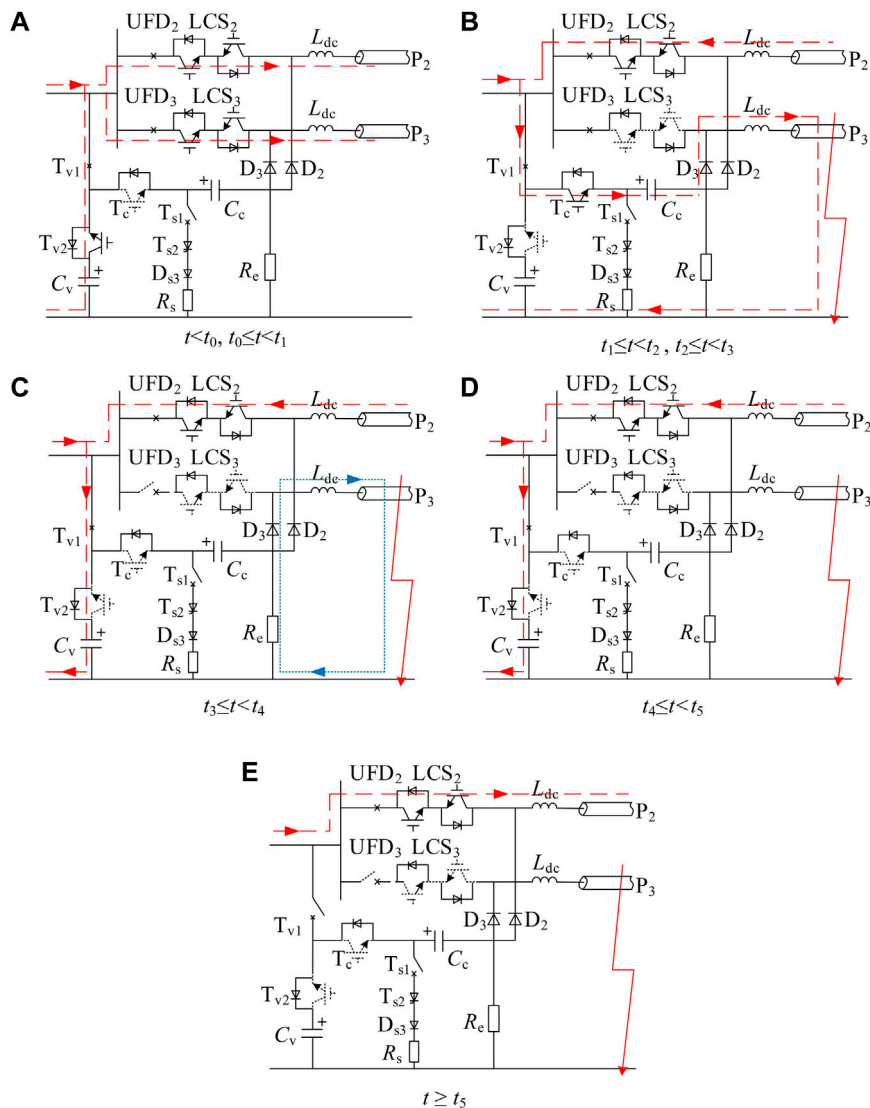 A
UFD2 LCS2
Ldc
P2
UFD3 LCS3
Ldc
P3
Tv1
D3 D2
Tc
Ts1
Cc
Tv2
Ts2
Ds3
Re
Cv
Rs
t<t0, t0≤t<t1
B
UFD2 LCS2
Ldc
P2
UFD3 LCS3
Ldc
P3
Tv1
D3 D2
Tc
Ts1
Cc
Tv2
Ts2
Ds3
Re
Cv
Rs
t1≤t<t2 , t2≤t<t3
C
UFD2 LCS2
Ldc
P2
UFD3 LCS3
Ldc
P3
Tv1
D3 D2
Tc
Ts1
Cc
Tv2
Ts2
Ds3
Re
Cv
Rs
t3≤t<t4
D
UFD2 LCS2
Ldc
P2
UFD3 LCS3
Ldc
P3
Tv1
D3 D2
Tc
Ts1
Cc
Tv2
Ts2
Ds3
Re
Cv
Rs
t4≤t<t5
E
UFD2 LCS2
Ldc
P2
UFD3 LCS3
Ldc
P3
Tv1
D3 D2
Tc
Ts1
Cc
Tv2
Ts2
Ds3
Re
Cv
Rs
t ≥ t5